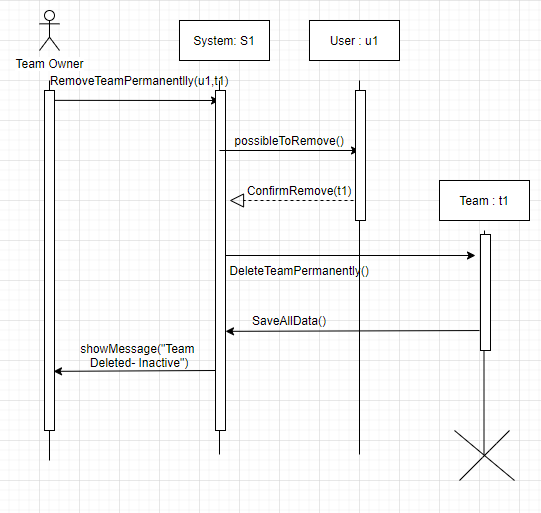 System: S1
User : u1
Team Owner
RemoveTeamPermanentlly(u1,t1)
possibleToRemove()
ConfirmRemove(t1)
Team : t1
DeleteTeamPermanently()
SaveAllData()
showMessage("Team
Deleted- Inactive")